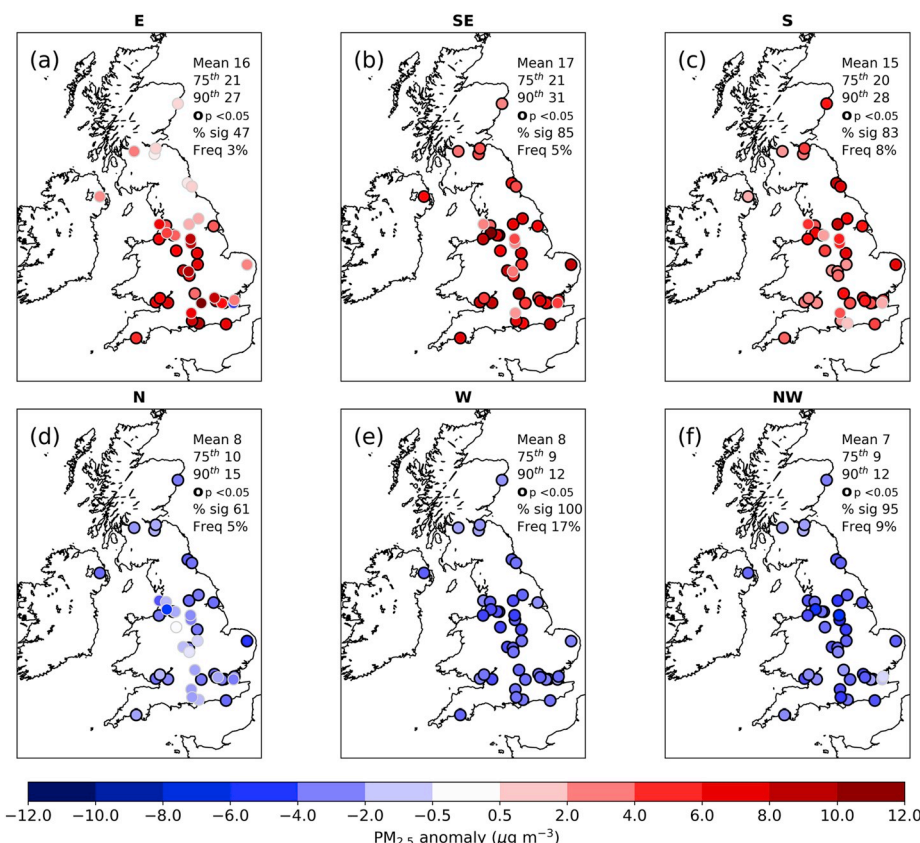 E
SE
S
(a)
Mean 16
75th 21
90th 27
o p <0.05
% sig 47
Freq 3%
(b)
Mean 17
75th 21
90th 31
o p <0.05
% sig 85
Freq 5%
(c)
Mean 15
75th 20
90th 28
o p <0.05
% sig 83
Freq 8%
N
W
NW
(d)
Mean 8
75th 10
90th 15
o p <0.05
% sig 61
Freq 5%
(e)
Mean 8
75th 9
90th 12
o p <0.05
% sig 100
Freq 17%
(f)
Mean 7
75th 9
90th 12
o p <0.05
% sig 95
Freq 9%
−12.0 −10.0 −8.0 −6.0 −4.0 −2.0 −0.5 0.5 2.0 4.0 6.0 8.0 10.0 12.0
PM2.5 anomaly (μg m−3)